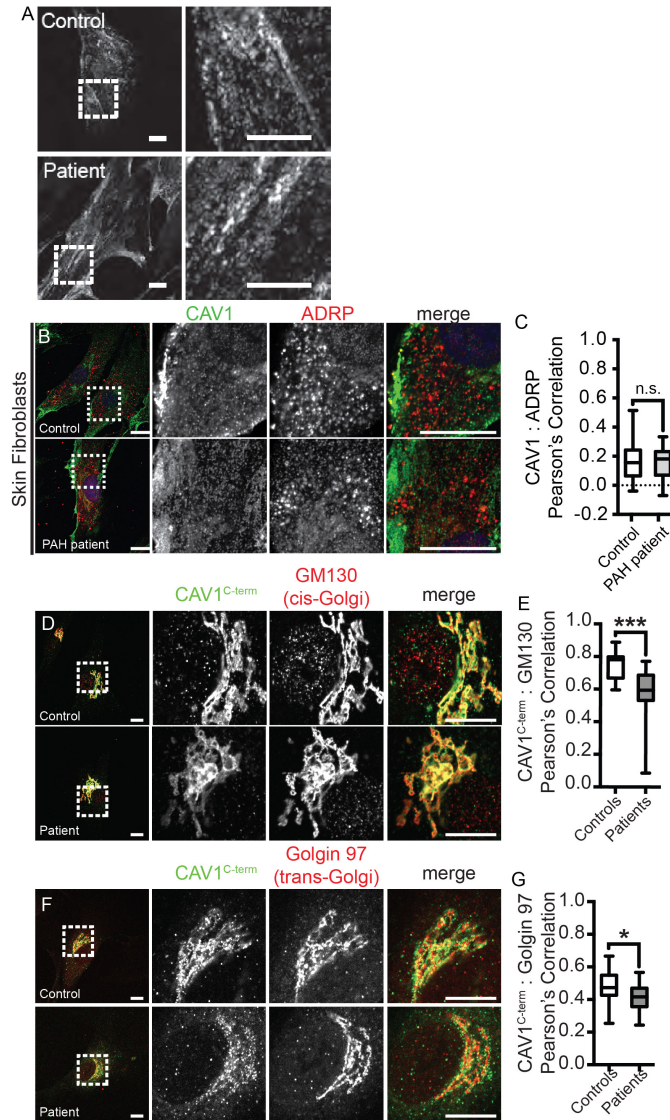 A
Control
Patient
CAV1 ADRP merge
B
Control
PAH patient
Skin Fibroblasts
C
CAV1 : ADRP
Pearson's Correlation
1.0
0.8
0.6
0.4
0.2
0.0
-0.2
n.s.
Control
PAH patient
CAV1C-term GM130
(cis-Golgi) merge
D
Control
Patient
E
CAV1C-term : GM130
Pearson's Correlation
1.0
0.8
0.6
0.4
0.2
0.0
***
Controls
Patients
CAV1C-term Golgin 97
(trans-Golgi) merge
F
Control
Patient
G
CAV1C-term : Golgin 97
Pearson's Correlation
1.0
0.8
0.6
0.4
0.2
0.0
*
Controls
Patients